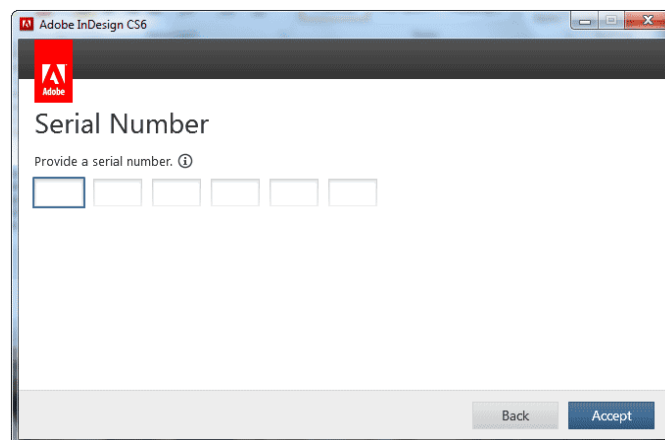 Adobe InDesign CS6
Adobe
Serial Number
Provide a serial number.
Back
Accept